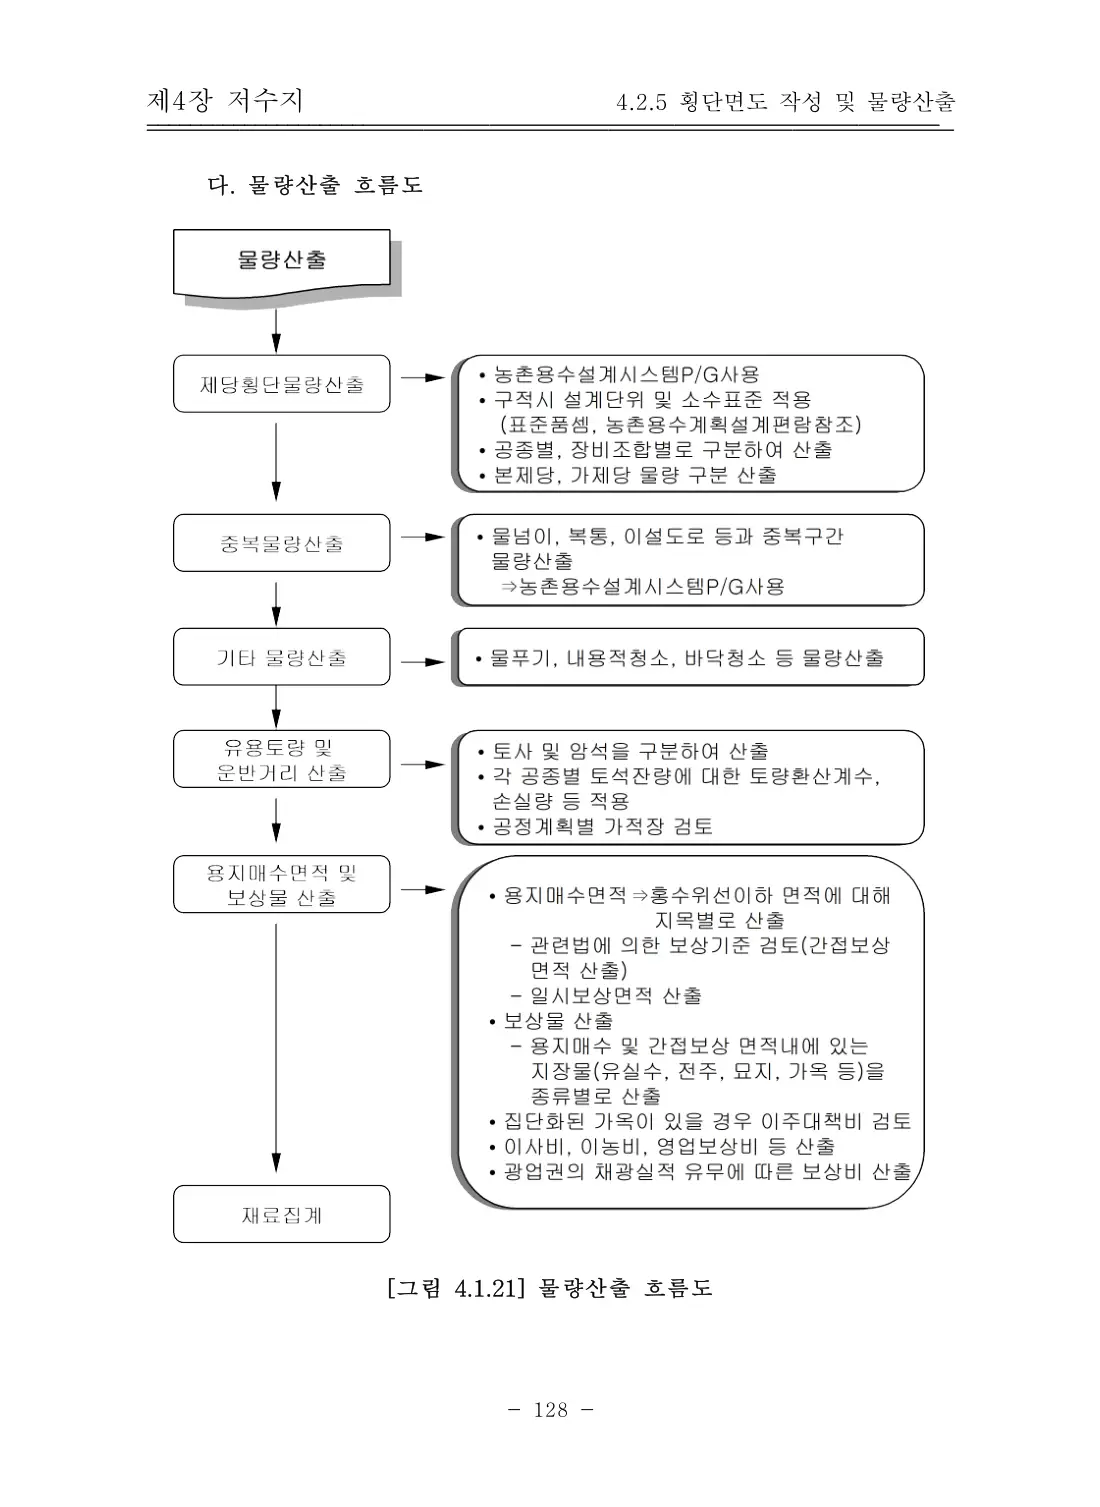 제4장 저수지
4.2.5 횡단면도 작성 및 물량산출
다. 물량산출 흐름도
물량산출
제당횡단물량산출
• 농촌용수설계시스템P/G사용
• 구적시 설계단위 및 소수표준 적용
(표준품셈, 농촌용수계획설계편람참조)
• 공종별, 장비조합별로 구분하여 산출
• 본제당, 가제당 물량 구분 산출
중복물량산출
• 물넘이, 복통, 이설도로 등과 중복구간
물량산출
⇒농촌용수설계시스템P/G사용
기타 물량산출
• 물푸기, 내용적청소, 바닥청소 등 물량산출
유용토량 및
운반거리 산출
• 토사 및 암석을 구분하여 산출
• 각 공종별 토석잔량에 대한 토량환산계수,
손실량 등 적용
• 공정계획별 가적장 검토
용지매수면적 및
보상물 산출
• 용지매수면적⇒홍수위선이하 면적에 대해
지목별로 산출
- 관련법에 의한 보상기준 검토(간접보상
면적 산출)
- 일시보상면적 산출
• 보상물 산출
- 용지매수 및 간접보상 면적내에 있는
지장물(유실수, 전주, 묘지, 가옥 등)을
종류별로 산출
• 집단화된 가옥이 있을 경우 이주대책비 검토
• 이사비, 이농비, 영업보상비 등 산출
• 광업권의 채광실적 유무에 따른 보상비 산출
재료집계
[그림 4.1.21] 물량산출 흐름도
- 128 -